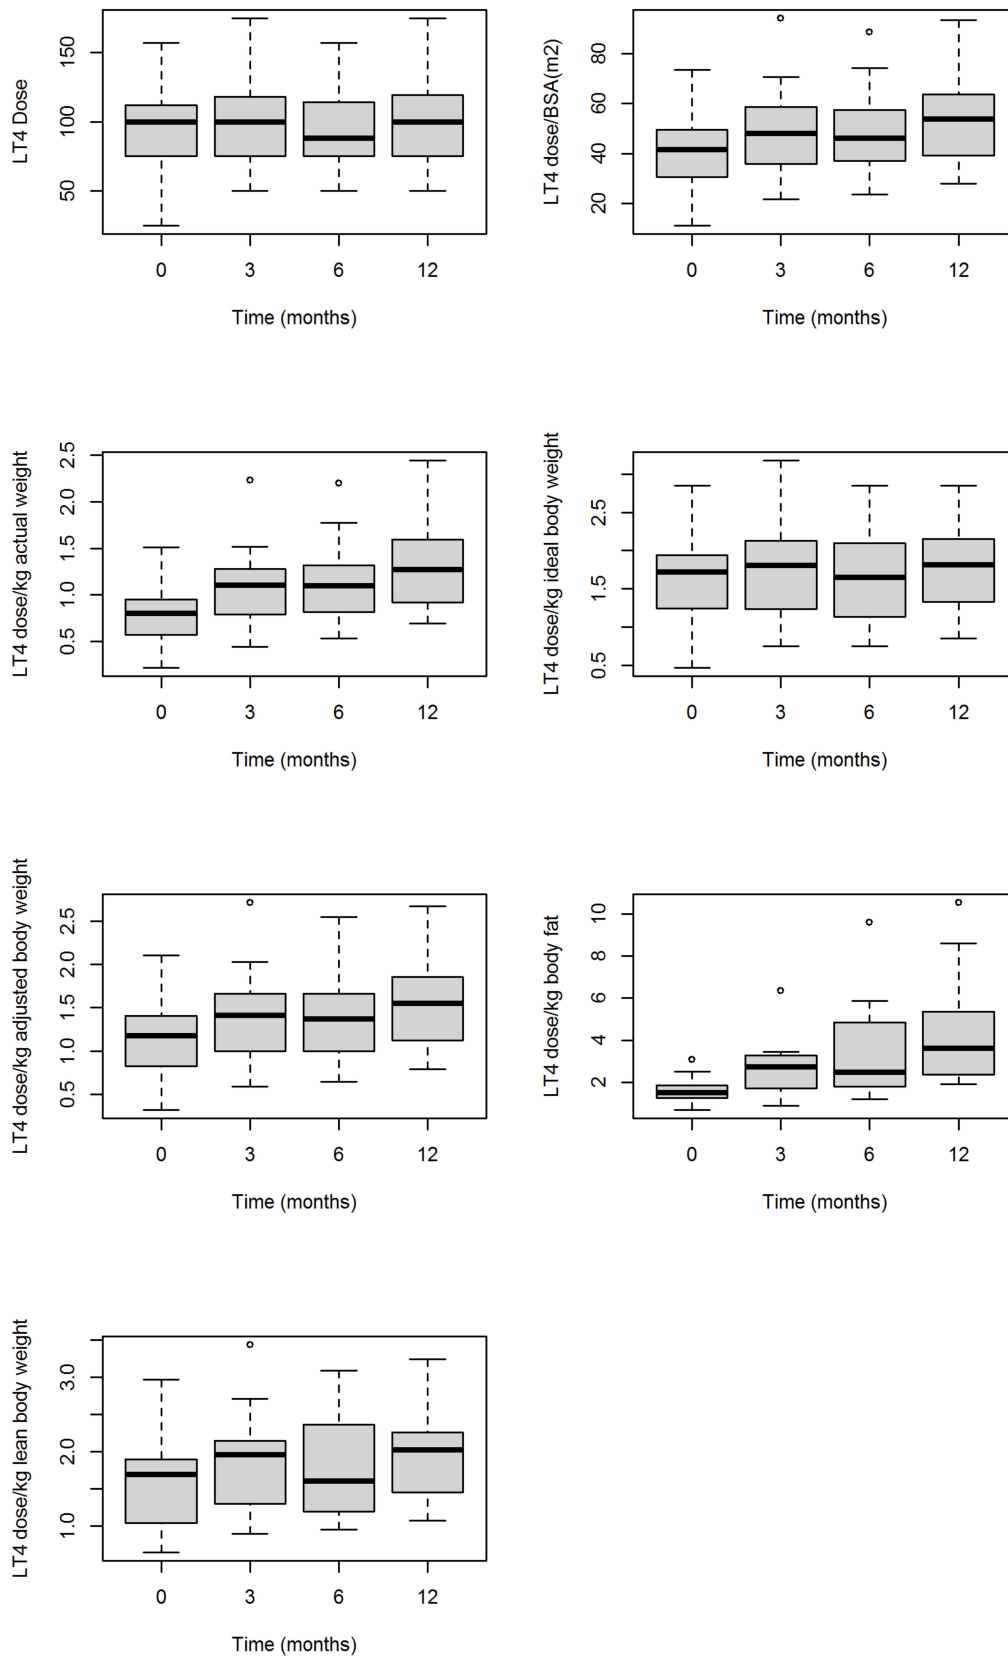 LT4 Dose
50
100
150
0 3 6 12
Time (months)
LT4 dose/BSA(m2)
20
40
60
80
0 3 6 12
Time (months)
LT4 dose/kg actual weight
0.5
1.0
1.5
2.0
2.5
0 3 6 12
Time (months)
LT4 dose/kg ideal body weight
0.5
1.5
2.5
0 3 6 12
Time (months)
LT4 dose/kg adjusted body weight
0.5
1.0
1.5
2.0
2.5
0 3 6 12
Time (months)
LT4 dose/kg body fat
2
4
6
8
10
0 3 6 12
Time (months)
LT4 dose/kg lean body weight
1.0
2.0
3.0
0 3 6 12
Time (months)